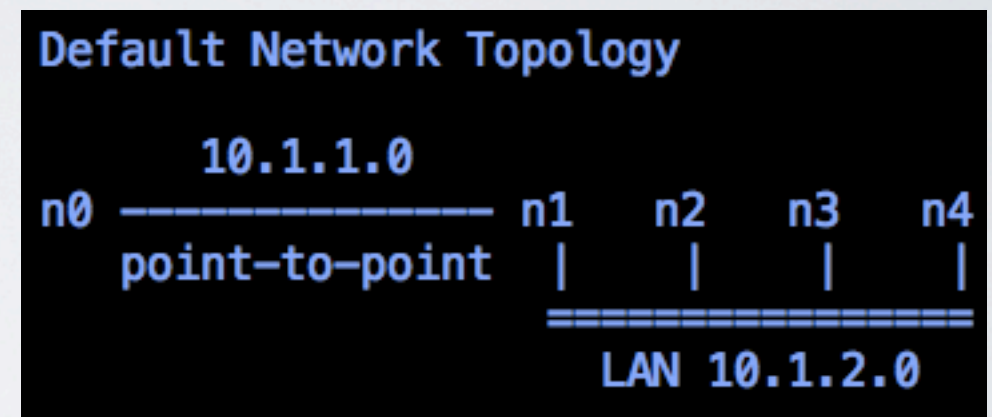 Default Network Topology
10.1.1.0
n0 -------------- n1 n2 n3 n4
point-to-point | | | |
================
LAN 10.1.2.0